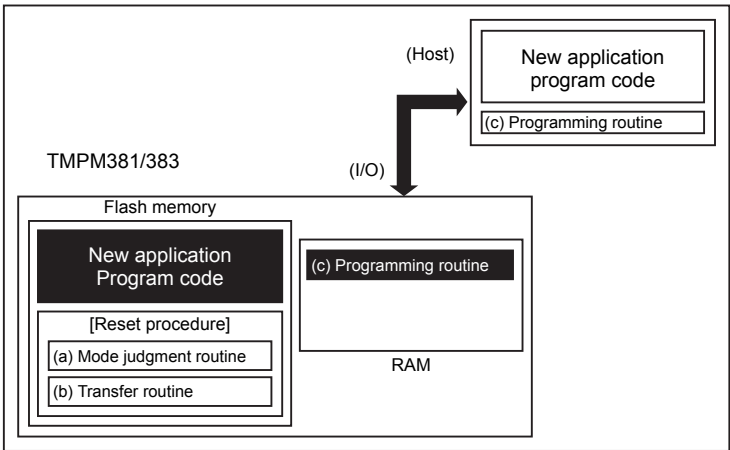 (Host)
New application
program code
(c) Programming routine
TMPM381/383
(I/O)
Flash memory
New application
Program code
[Reset procedure]
(a) Mode judgment routine
(b) Transfer routine
(c) Programming routine
RAM